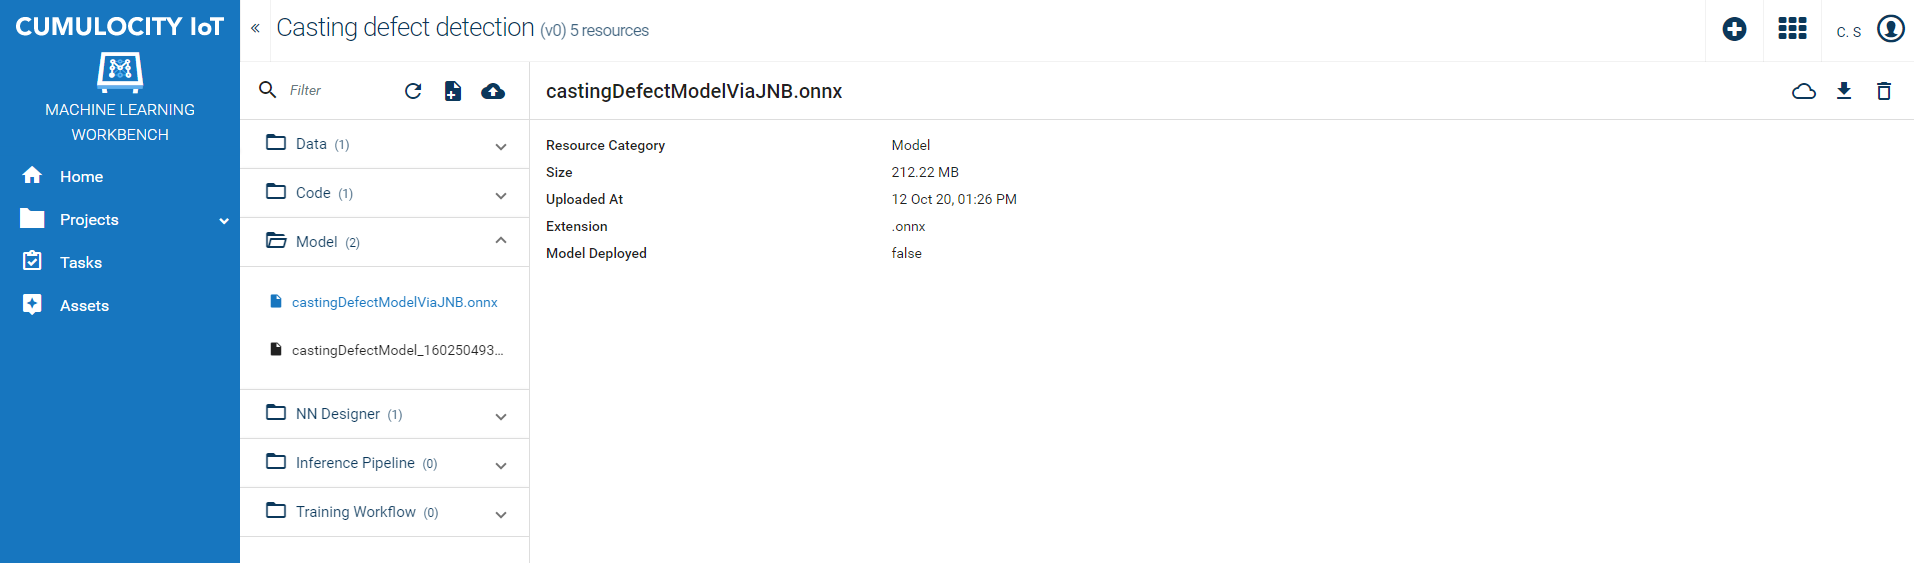 CUMULOCITY IoT
MACHINE LEARNING
WORKBENCH
Home
Projects
Tasks
Assets
« Casting defect detection (v0) 5 resources
C. S
Filter
Data (1)
Code (1)
Model (2)
castingDefectModelViaJNB.onnx
castingDefectModel_160250493...
NN Designer (1)
Inference Pipeline (0)
Training Workflow (0)
castingDefectModelViaJNB.onnx
Resource Category Model
Size 212.22 MB
Uploaded At 12 Oct 20, 01:26 PM
Extension .onnx
Model Deployed false